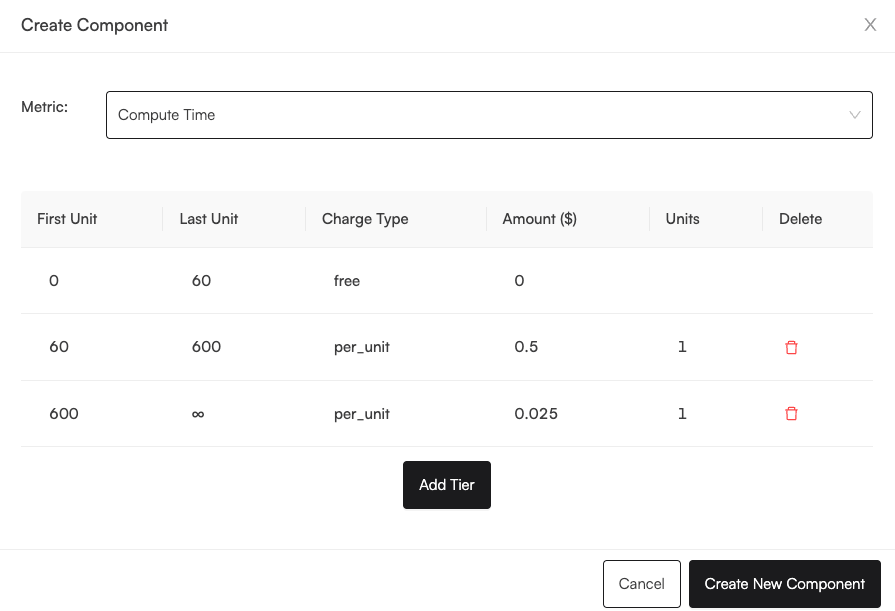 Create Component
X
Metric:
Compute Time
First Unit Last Unit Charge Type Amount ($) Units Delete
0 60 free 0
60 600 per_unit 0.5 1
600 ∞ per_unit 0.025 1
Add Tier
Cancel Create New Component